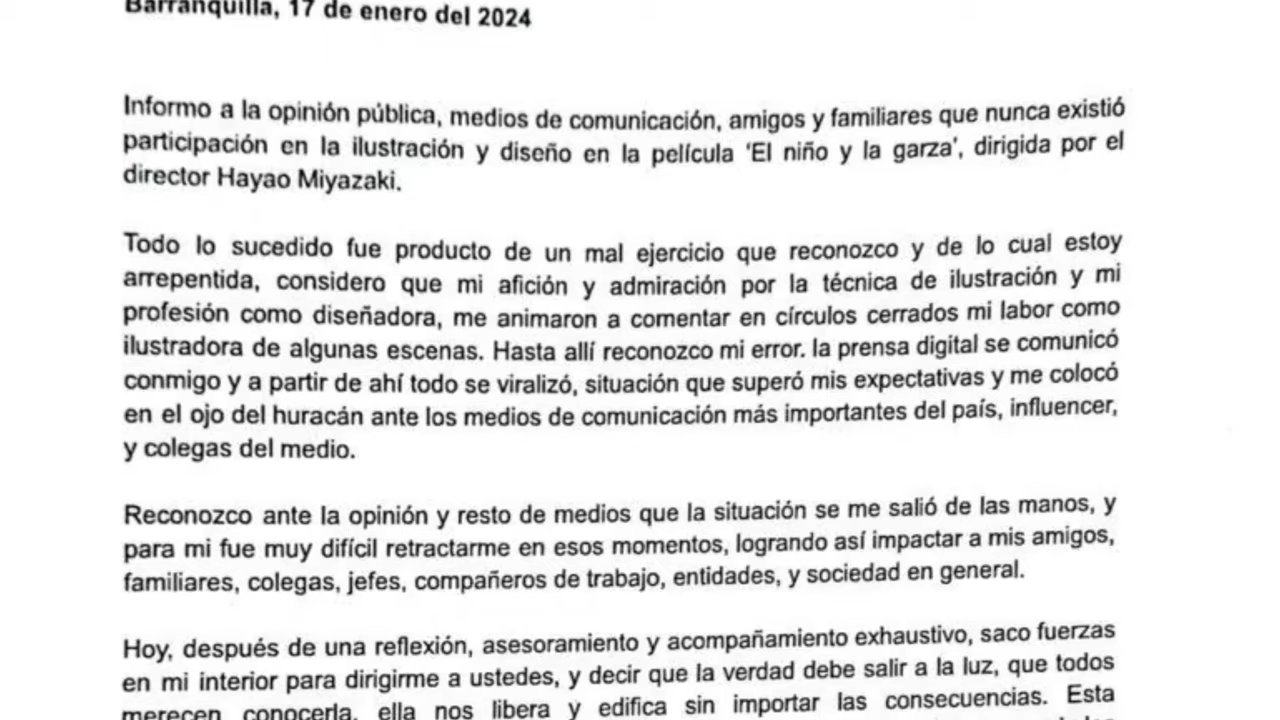 Barranquilla, 17 de enero del 2024
Informo a la opinión pública, medios de comunicación, amigos y familiares que nunca existió
participación en la ilustración y diseño en la película 'El niño y la garza', dirigida por el
director Hayao Miyazaki.
Todo lo sucedido fue producto de un mal ejercicio que reconozco y de lo cual estoy
arrepentida, considero que mi afición y admiración por la técnica de ilustración y mi
profesión como diseñadora, me animaron a comentar en círculos cerrados mi labor como
ilustradora de algunas escenas. Hasta allí reconozco mi error. la prensa digital se comunicó
conmigo y a partir de ahí todo se viralizó, situación que superó mis expectativas y me colocó
en el ojo del huracán ante los medios de comunicación más importantes del país, influencer,
y colegas del medio.
Reconozco ante la opinión y resto de medios que la situación se me salió de las manos, y
para mi fue muy difícil retractarme en esos momentos, logrando así impactar a mis amigos,
familiares, colegas, jefes, compañeros de trabajo, entidades, y sociedad en general.
Hoy, después de una reflexión, asesoramiento y acompañamiento exhaustivo, saco fuerzas
en mi interior para dirigirme a ustedes, y decir que la verdad debe salir a la luz, que todos
merecen conocerla, ella nos libera y edifica sin importar las consecuencias. Esta